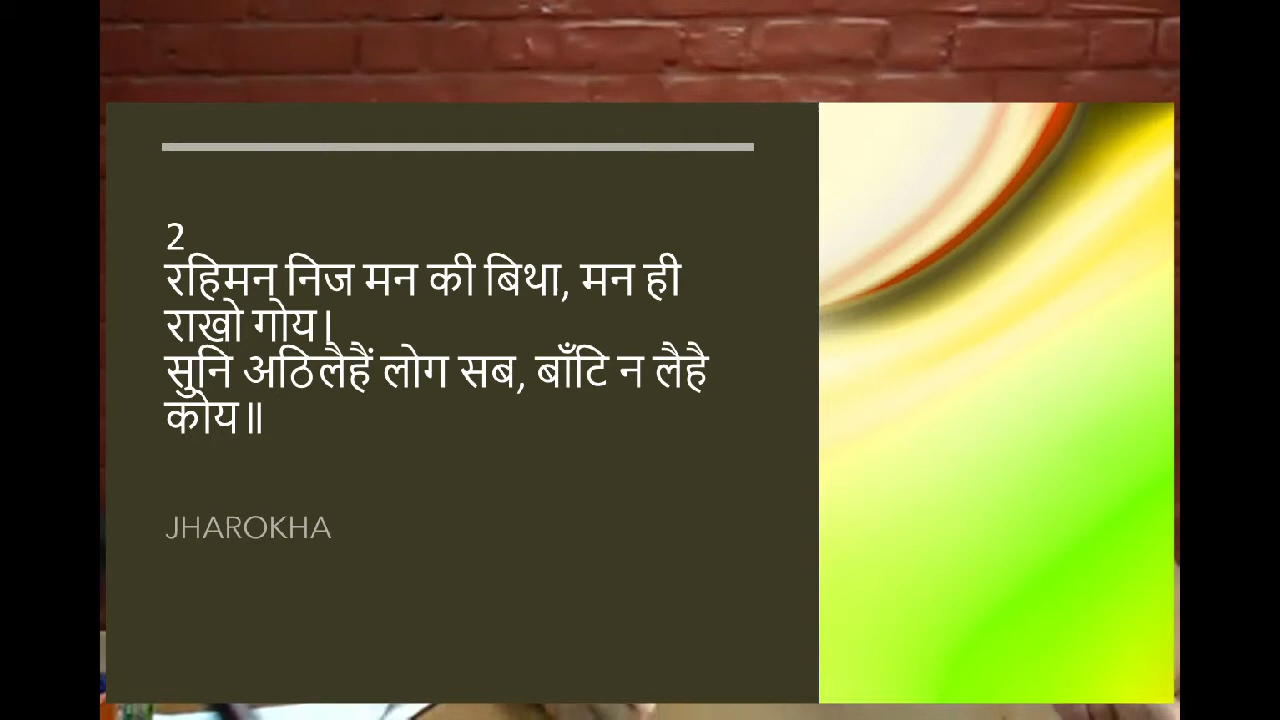 2
रहिमन निज मन की बिथा, मन ही
राखो गोय।
सुनि अठिलैहैं लोग सब, बाँटि न लैहै
कोय॥
JHAROKHA